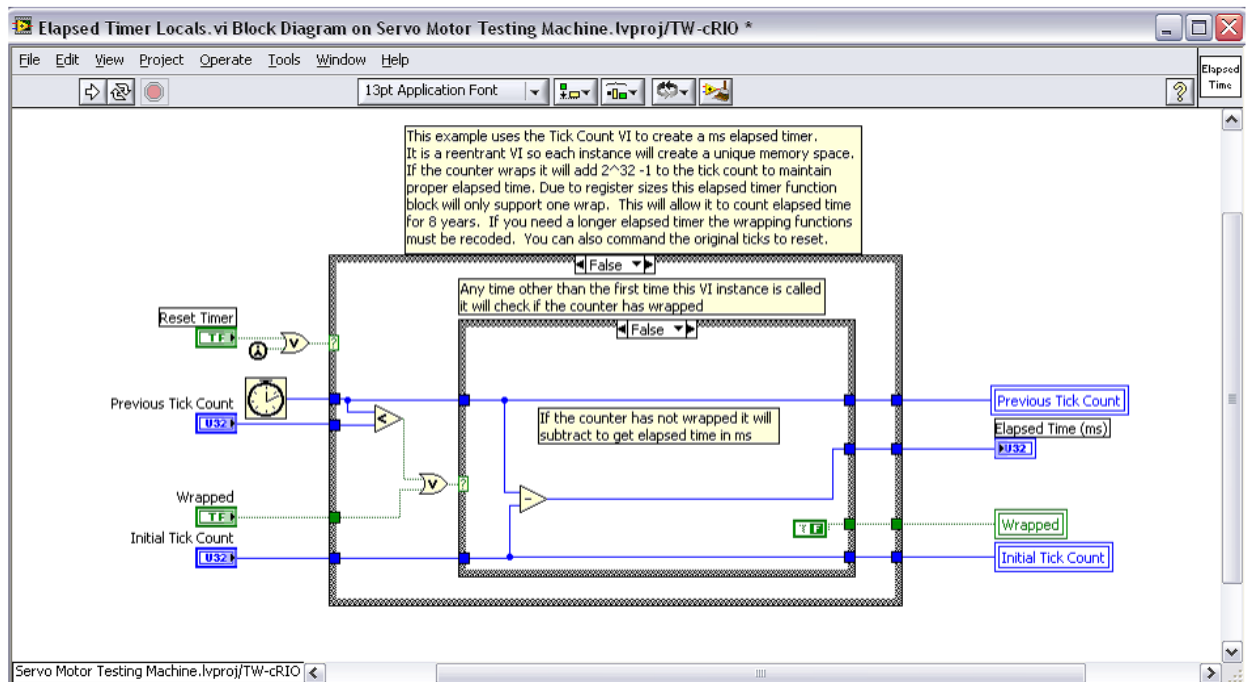 Elapsed Timer Locals.vi Block Diagram on Servo Motor Testing Machine.lvproj/TW-cRIO *
File Edit View Project Operate Tools Window Help
Elapsed
Time
13pt Application Font
?
This example uses the Tick Count VI to create a ms elapsed timer.
It is a reentrant VI so each instance will create a unique memory space.
If the counter wraps it will add 2^32 -1 to the tick count to maintain
proper elapsed time. Due to register sizes this elapsed timer function
block will only support one wrap. This will allow it to count elapsed time
for 8 years. If you need a longer elapsed timer the wrapping functions
must be recoded. You can also command the original ticks to reset.
False
Any time other than the first time this VI instance is called
it will check if the counter has wrapped
False
Reset Timer
TF
V
?
Previous Tick Count
U32
<
If the counter has not wrapped it will
subtract to get elapsed time in ms
Previous Tick Count
Elapsed Time (ms)
U32
V
?
-
Wrapped
TF
T F
Wrapped
Initial Tick Count
U32
Initial Tick Count
Servo Motor Testing Machine.lvproj/TW-cRIO